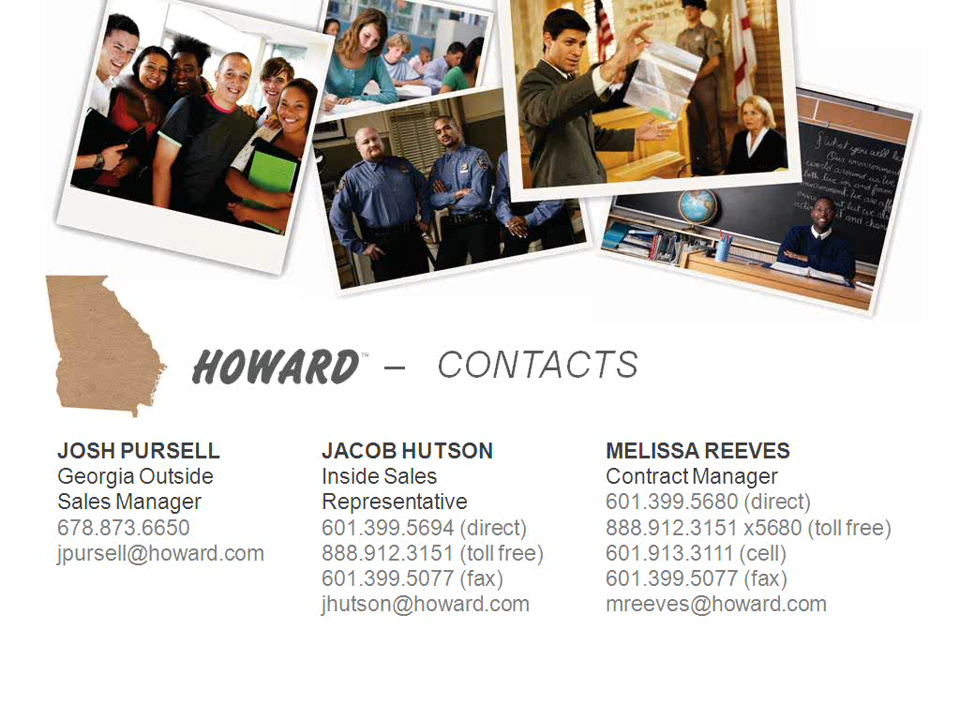 HOWARD™ – CONTACTS
JOSH PURSELL
Georgia Outside
Sales Manager
678.873.6650
jpursell@howard.com
JACOB HUTSON
Inside Sales
Representative
601.399.5694 (direct)
888.912.3151 (toll free)
601.399.5077 (fax)
jhutson@howard.com
MELISSA REEVES
Contract Manager
601.399.5680 (direct)
888.912.3151 x5680 (toll free)
601.913.3111 (cell)
601.399.5077 (fax)
mreeves@howard.com